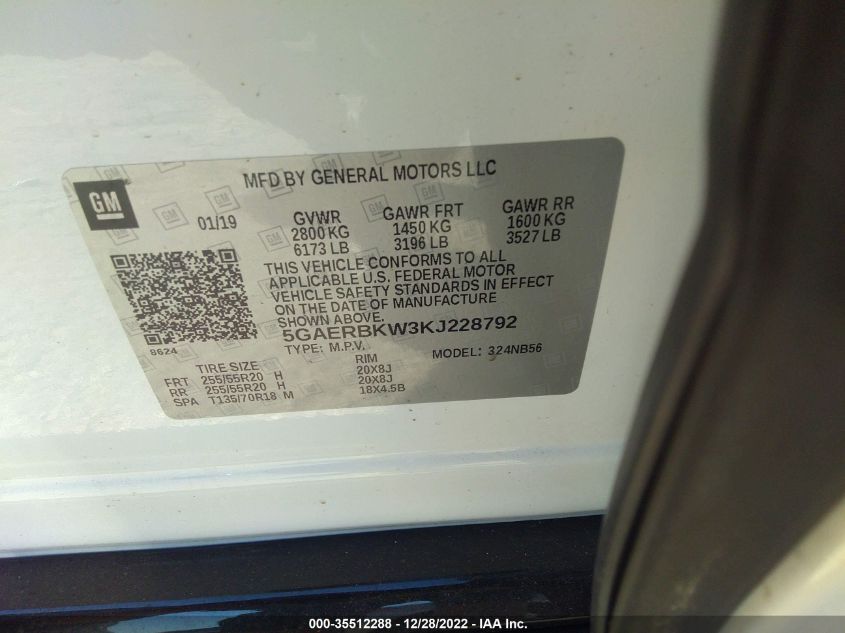 MFD BY GENERAL MOTORS LLC
GM
01/19 GVWR GAWR FRT GAWR RR
2800 KG 1450 KG 1600 KG
6173 LB 3196 LB 3527 LB
THIS VEHICLE CONFORMS TO ALL
APPLICABLE U.S. FEDERAL MOTOR
VEHICLE SAFETY STANDARDS IN EFFECT
ON THE DATE OF MANUFACTURE
SHOWN ABOVE.
5GAERBKW3KJ228792
8624 TYPE: M.P.V. MODEL: 324NB56
TIRE SIZE RIM
FRT 255/55R20 H 20X8J
RR 255/55R20 H 20X8J
SPA T135/70R18 M 18X4.5B
000-35512288 - 12/28/2022 - IAA Inc.